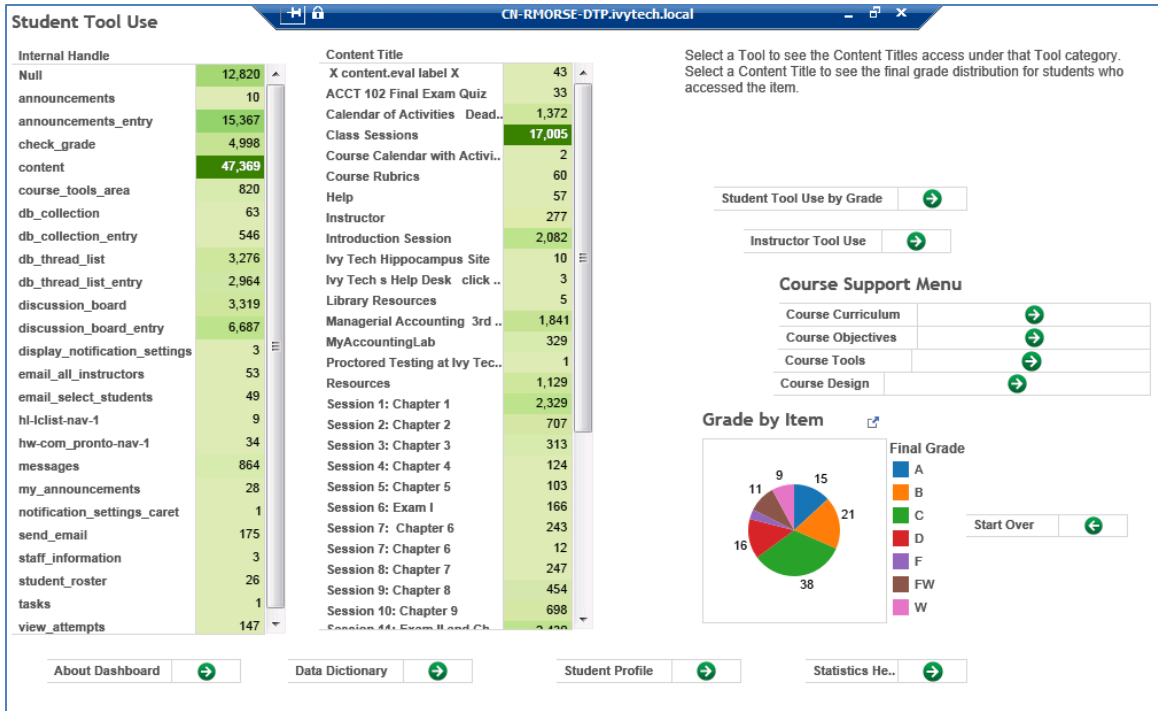 Student Tool Use
CN-RMORSE-DTP.ivytech.local
Internal Handle
Null 12,820
announcements 10
announcements_entry 15,367
check_grade 4,998
content 47,369
course_tools_area 820
db_collection 63
db_collection_entry 546
db_thread_list 3,276
db_thread_list_entry 2,964
discussion_board 3,319
discussion_board_entry 6,687
display_notification_settings 3
email_all_instructors 53
email_select_students 49
hl-lclist-nav-1 9
hw-com_pronto-nav-1 34
messages 864
my_announcements 28
notification_settings_caret 1
send_email 175
staff_information 3
student_roster 26
tasks 1
view_attempts 147
Content Title
X content.eval label X 43
ACCT 102 Final Exam Quiz 33
Calendar of Activities Dead.. 1,372
Class Sessions 17,005
Course Calendar with Activi.. 2
Course Rubrics 60
Help 57
Instructor 277
Introduction Session 2,082
Ivy Tech Hippocampus Site 10
Ivy Tech s Help Desk click .. 3
Library Resources 5
Managerial Accounting 3rd .. 1,841
MyAccountingLab 329
Proctored Testing at Ivy Tec.. 1
Resources 1,129
Session 1: Chapter 1 2,329
Session 2: Chapter 2 707
Session 3: Chapter 3 313
Session 4: Chapter 4 124
Session 5: Chapter 5 103
Session 6: Exam I 166
Session 7: Chapter 6 243
Session 7: Chapter 6 12
Session 8: Chapter 7 247
Session 9: Chapter 8 454
Session 10: Chapter 9 698
Select a Tool to see the Content Titles access under that Tool category.
Select a Content Title to see the final grade distribution for students who
accessed the item.
Student Tool Use by Grade
Instructor Tool Use
Course Support Menu
Course Curriculum
Course Objectives
Course Tools
Course Design
Grade by Item
Final Grade
A
B
C
D
F
FW
W
9
15
11
21
16
38
Start Over
About Dashboard
Data Dictionary
Student Profile
Statistics He..